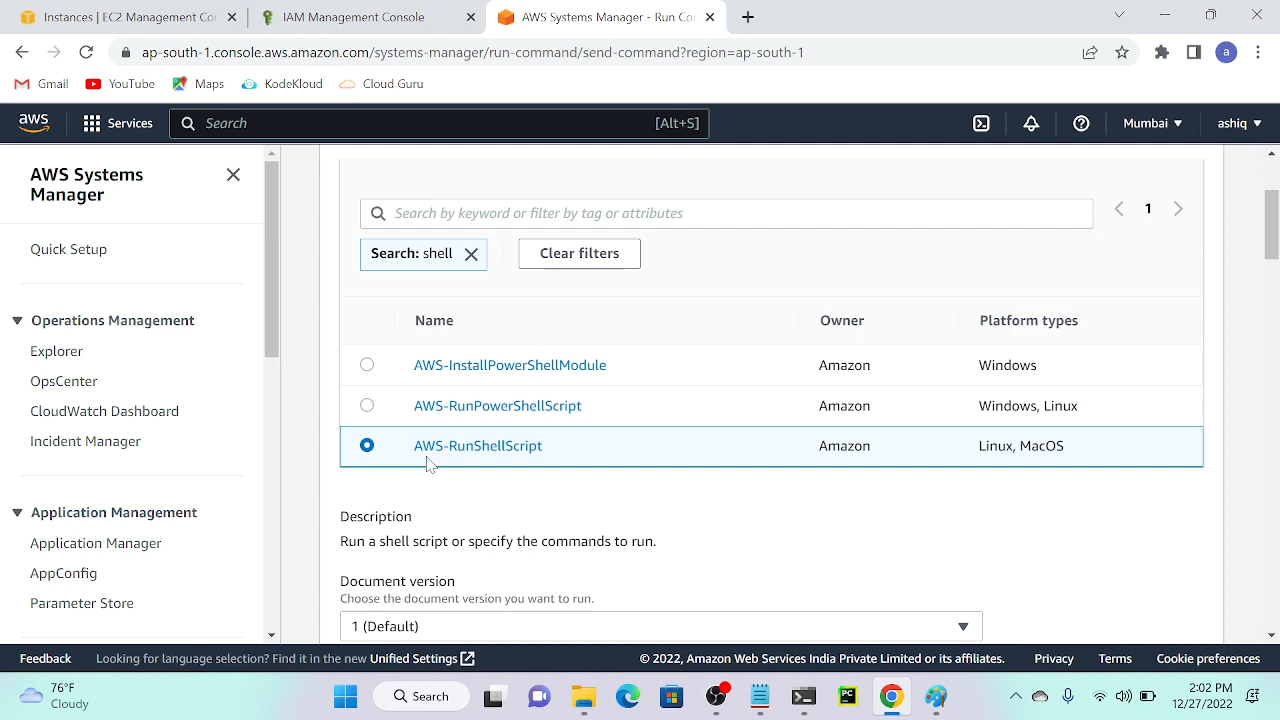 Instances | EC2 Management Con
IAM Management Console
AWS Systems Manager - Run Cor
ap-south-1.console.aws.amazon.com/systems-manager/run-command/send-command?region=ap-south-1
a
Gmail
YouTube
Maps
KodeKloud
Cloud Guru
aws
Services
Search
[Alt+S]
Mumbai
ashiq
AWS Systems
Manager
Quick Setup
Operations Management
Explorer
OpsCenter
CloudWatch Dashboard
Incident Manager
Application Management
Application Manager
AppConfig
Parameter Store
Search by keyword or filter by tag or attributes
1
Search: shell
Clear filters
Name Owner Platform types
AWS-InstallPowerShellModule Amazon Windows
AWS-RunPowerShellScript Amazon Windows, Linux
AWS-RunShellScript Amazon Linux, MacOS
Description
Run a shell script or specify the commands to run.
Document version
Choose the document version you want to run.
1 (Default)
Feedback
Looking for language selection? Find it in the new Unified Settings
© 2022, Amazon Web Services India Private Limited or its affiliates.
Privacy
Terms
Cookie preferences
76°F
Cloudy
Search
PC
2:02 PM
12/27/2022